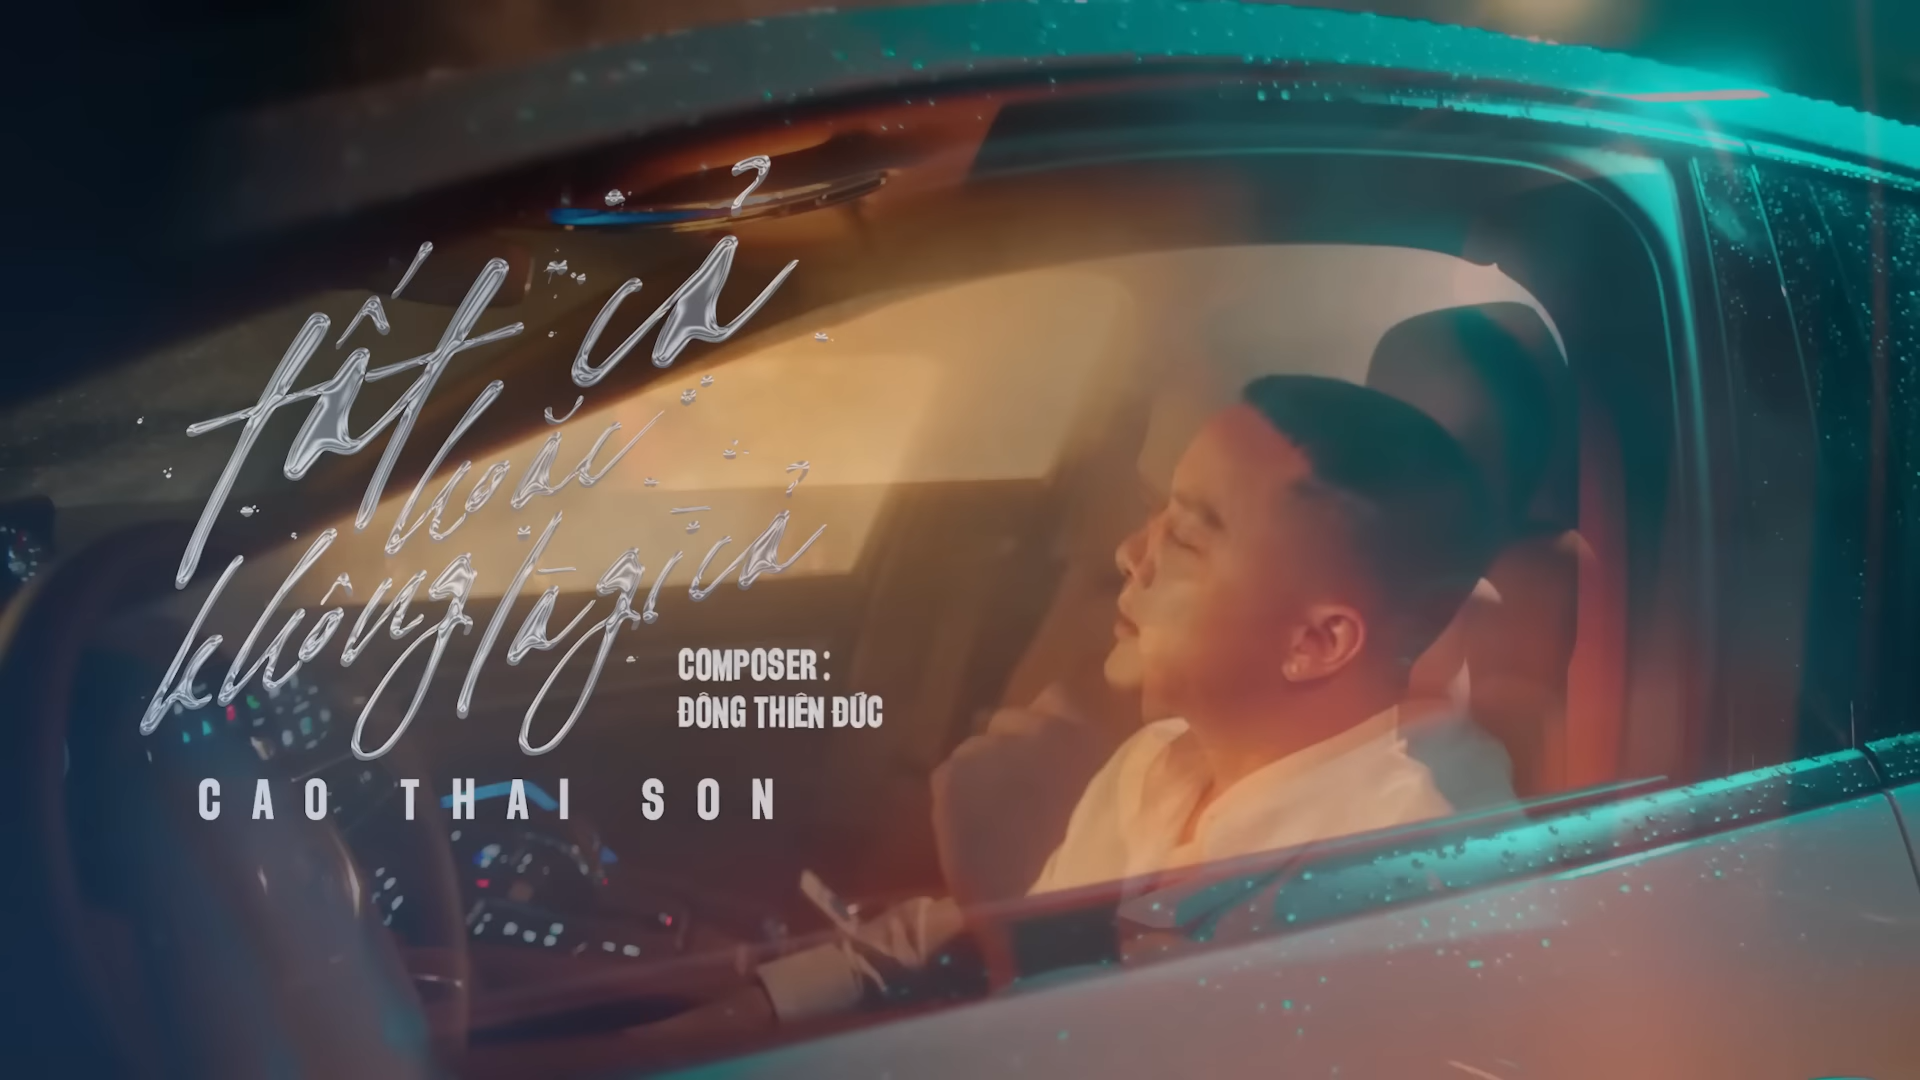 tất cả
hoặc
không là gì cả
COMPOSER :
ĐÔNG THIÊN ĐỨC
CAO THAI SON